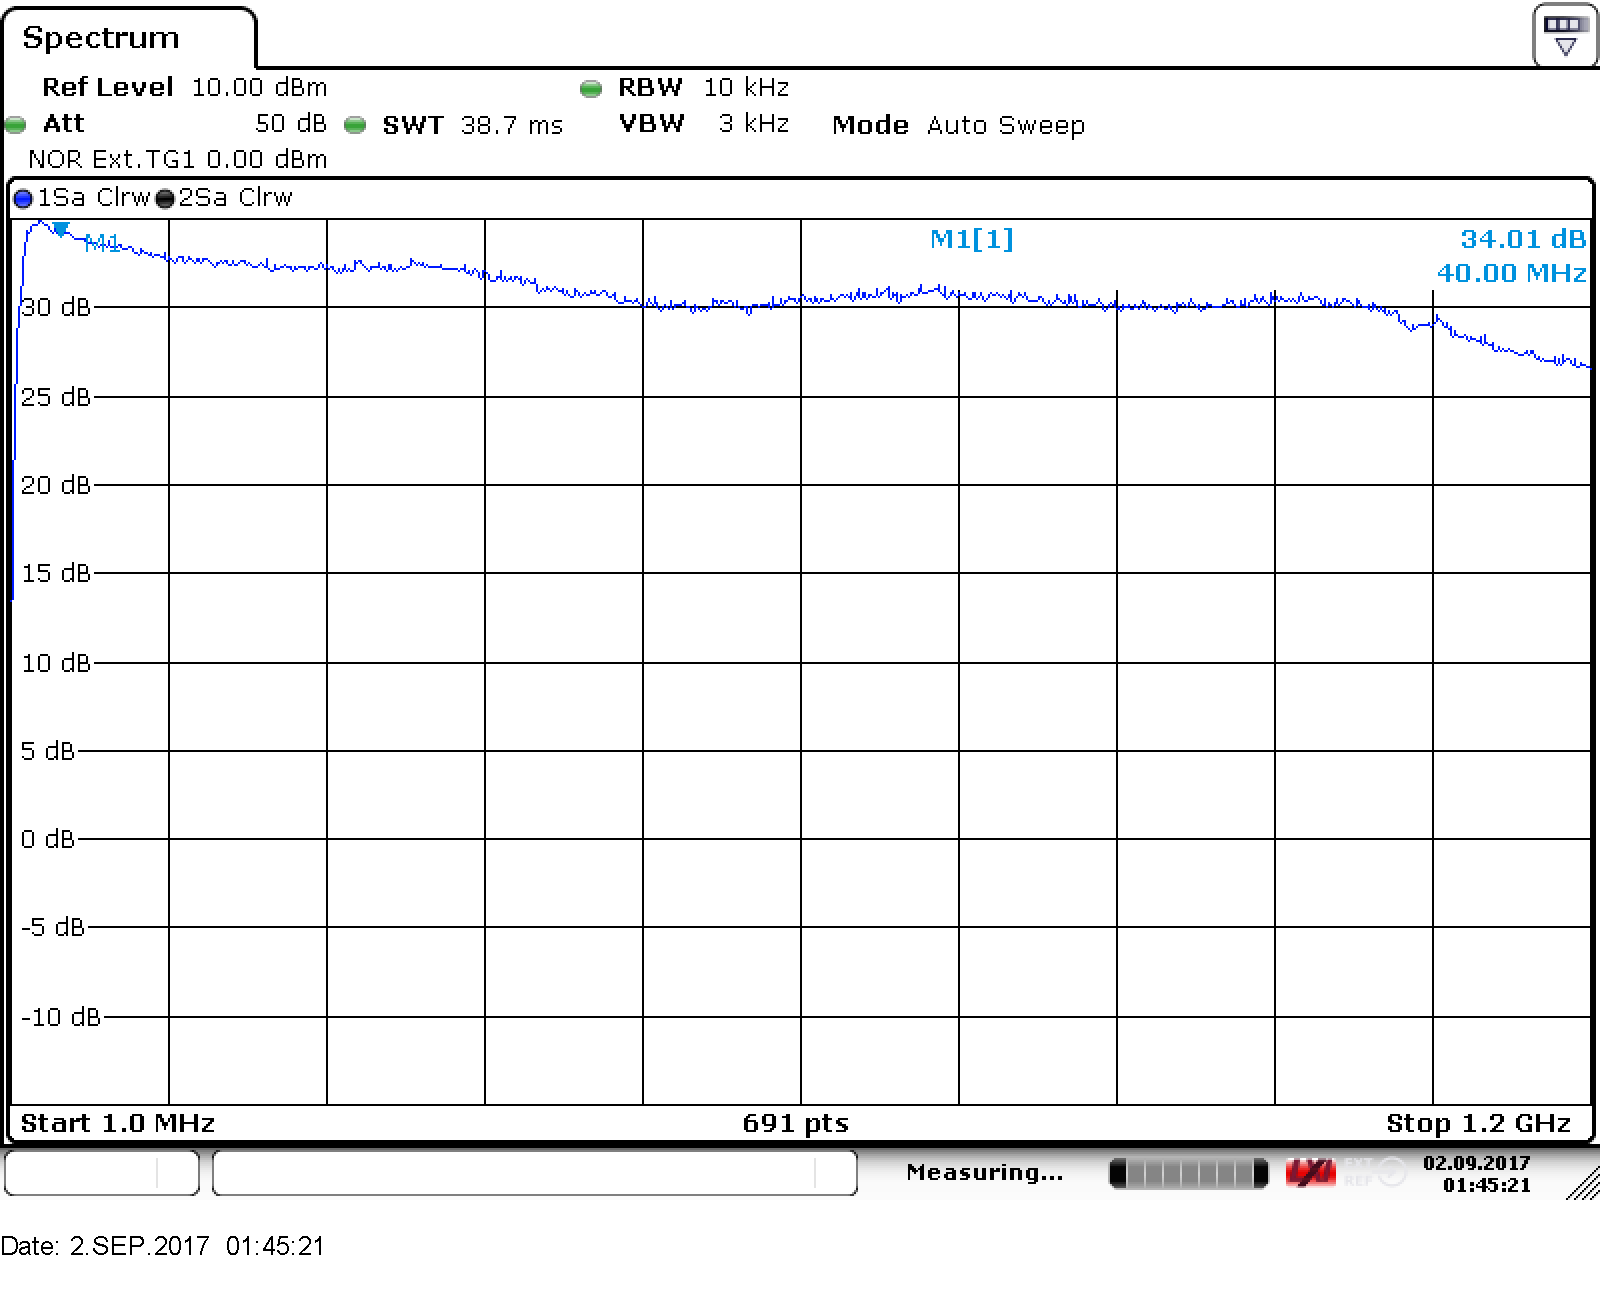 Spectrum
Ref Level 10.00 dBm RBW 10 kHz
Att 50 dB SWT 38.7 ms VBW 3 kHz Mode Auto Sweep
NOR Ext.TG1 0.00 dBm
1Sa Clrw 2Sa Clrw
M1 M1[1] 34.01 dB
40.00 MHz
30 dB
25 dB
20 dB
15 dB
10 dB
5 dB
0 dB
-5 dB
-10 dB
Start 1.0 MHz 691 pts Stop 1.2 GHz
Measuring... LXI EXT REF 02.09.2017
01:45:21
Date: 2.SEP.2017 01:45:21